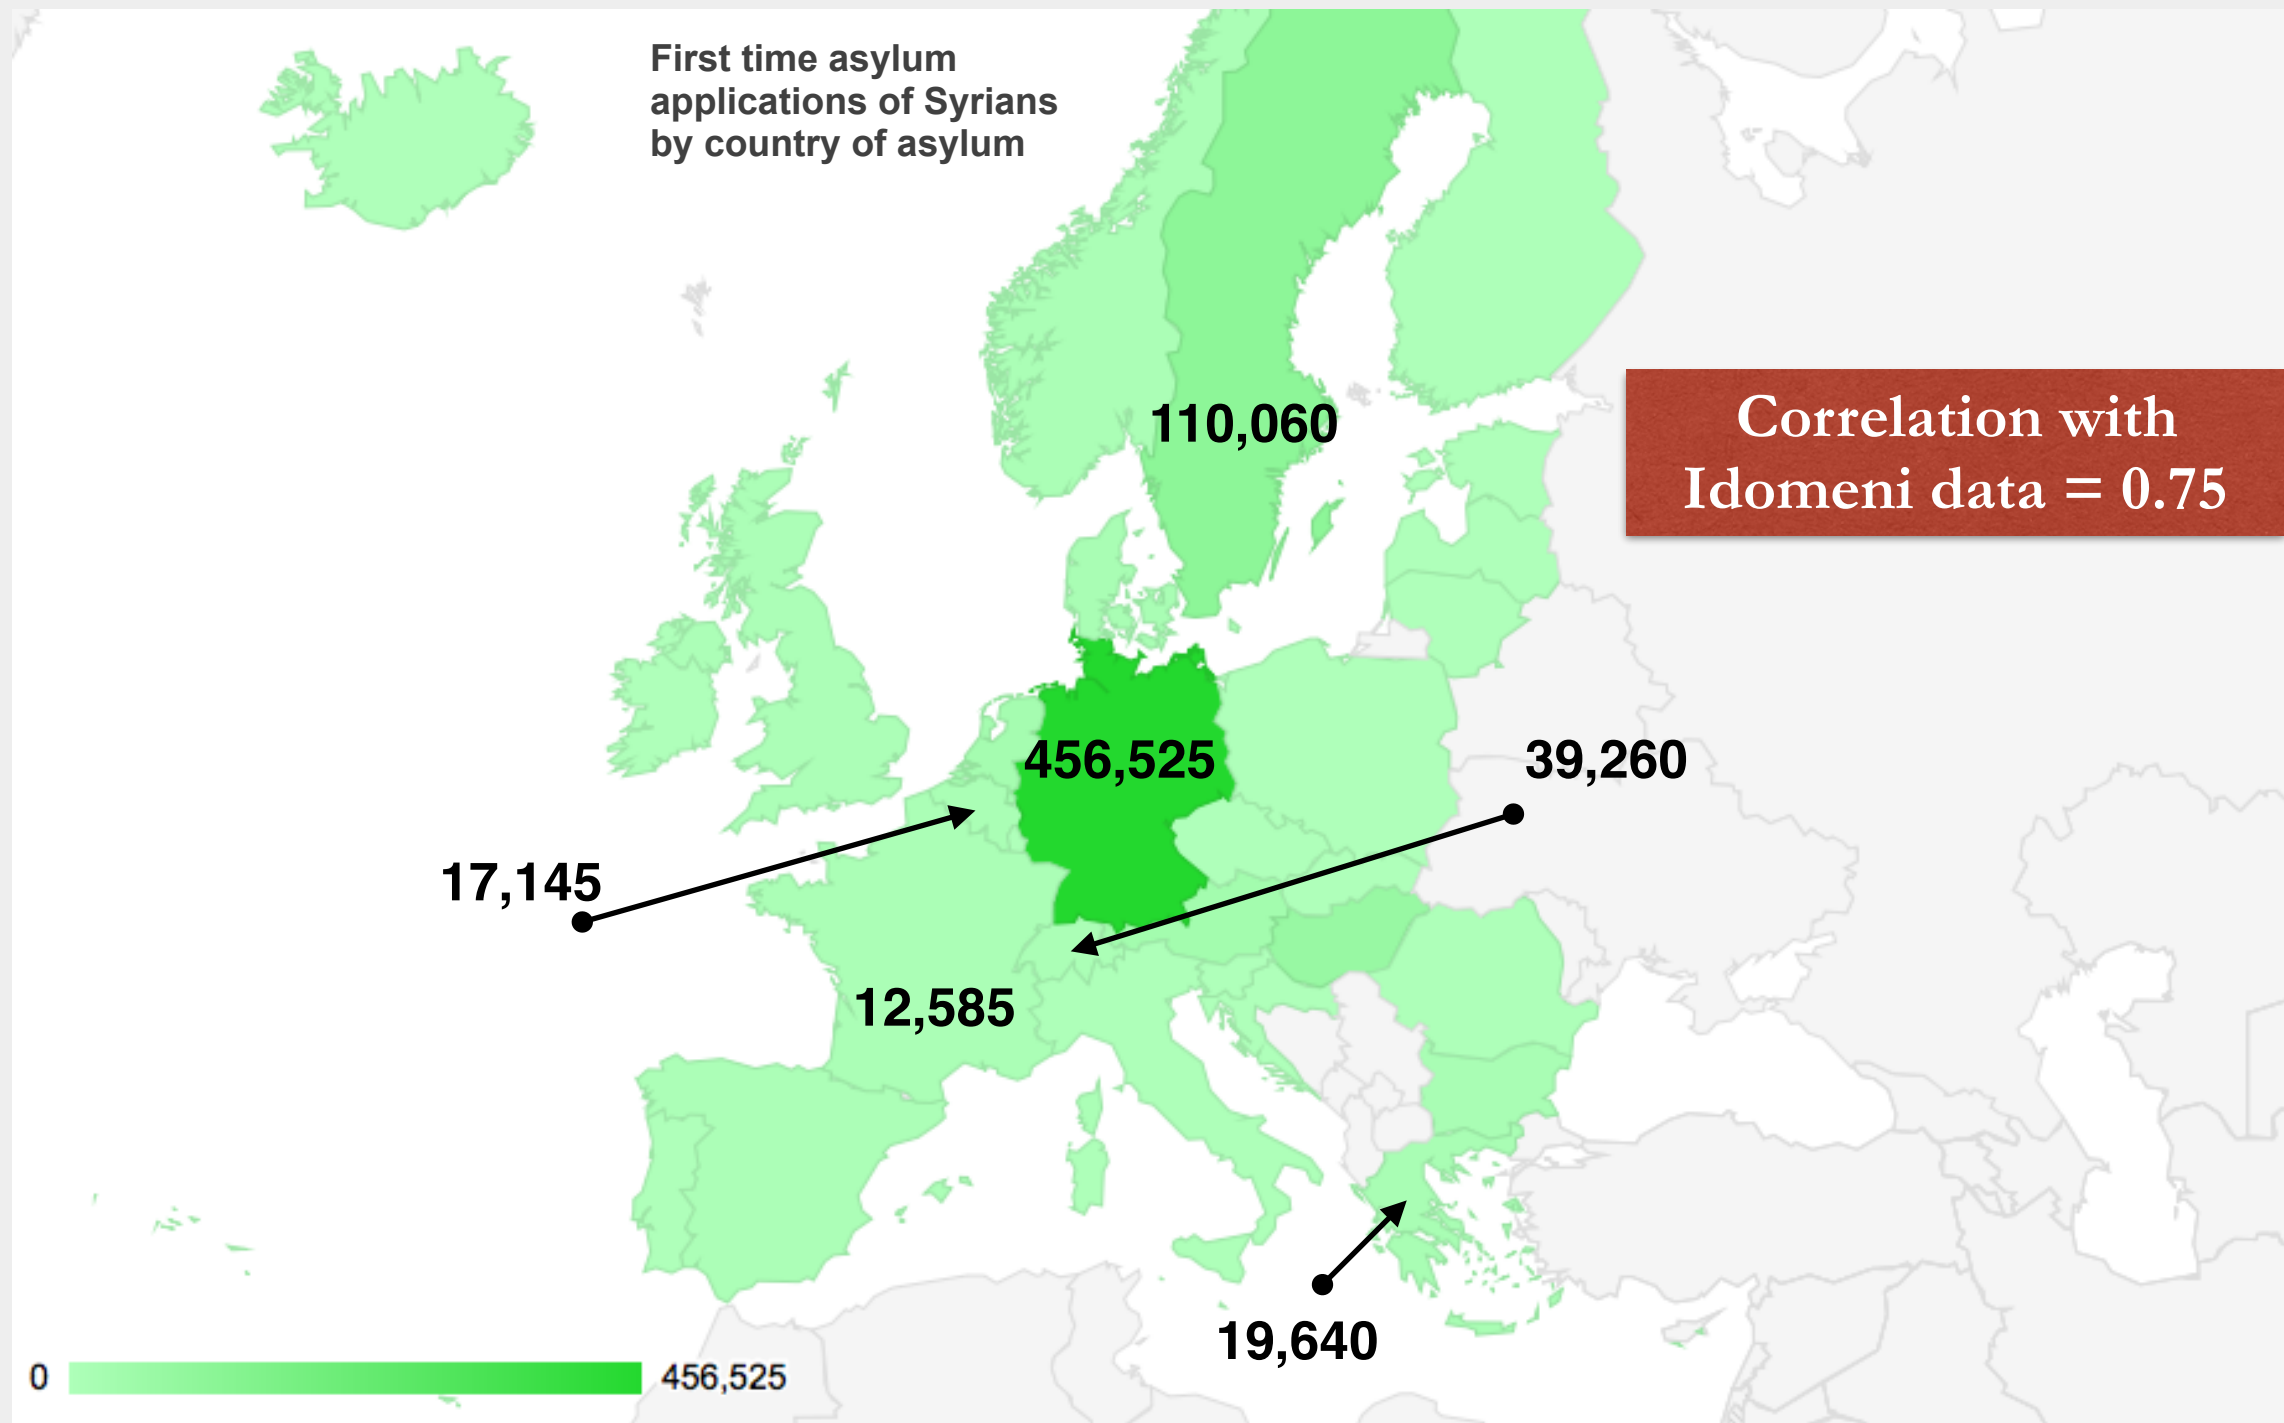 First time asylum
applications of Syrians
by country of asylum
110,060
Correlation with
Idomeni data = 0.75
456,525
39,260
17,145
12,585
19,640
0
456,525